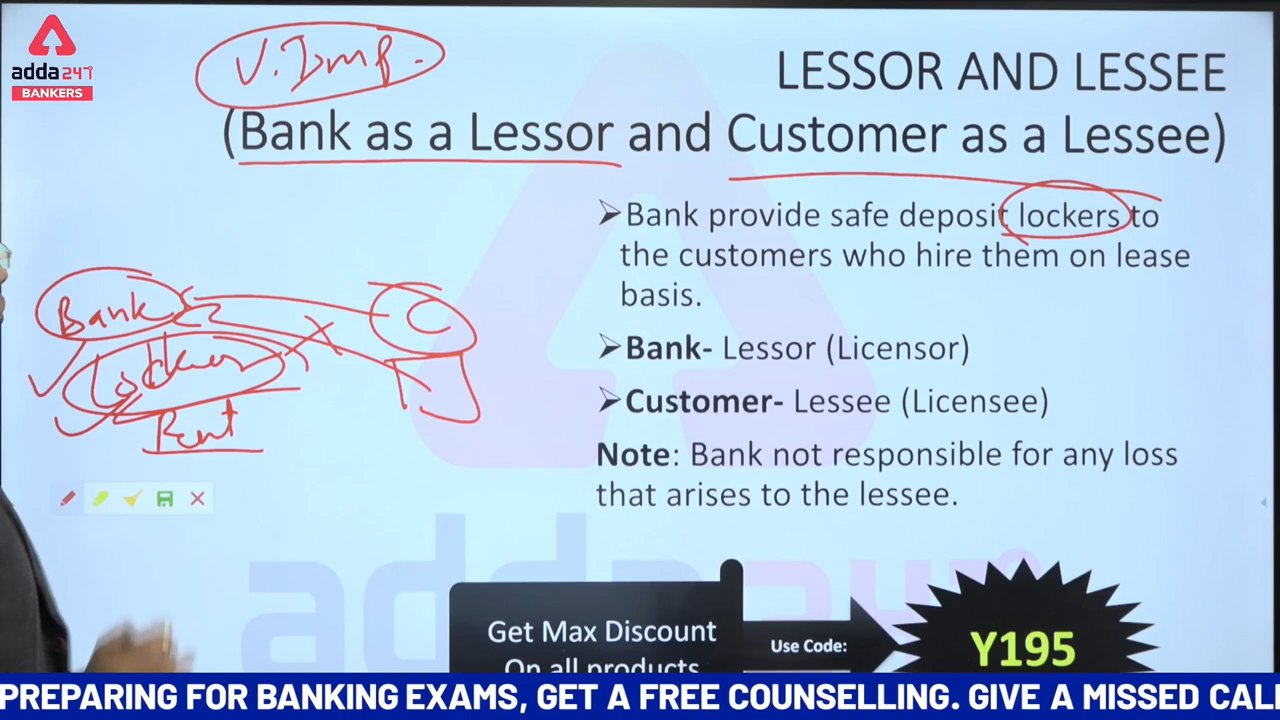 adda247
BANKERS
V. Imp.
LESSOR AND LESSEE
(Bank as a Lessor and Customer as a Lessee)
➢Bank provide safe deposit lockers to
the customers who hire them on lease
basis.
➢Bank- Lessor (Licensor)
➢Customer- Lessee (Licensee)
Note: Bank not responsible for any loss
that arises to the lessee.
Bank
C
Locker
Rent
adda247
Get Max Discount
On all products
Use Code:
Y195
PREPARING FOR BANKING EXAMS, GET A FREE COUNSELLING. GIVE A MISSED CALL